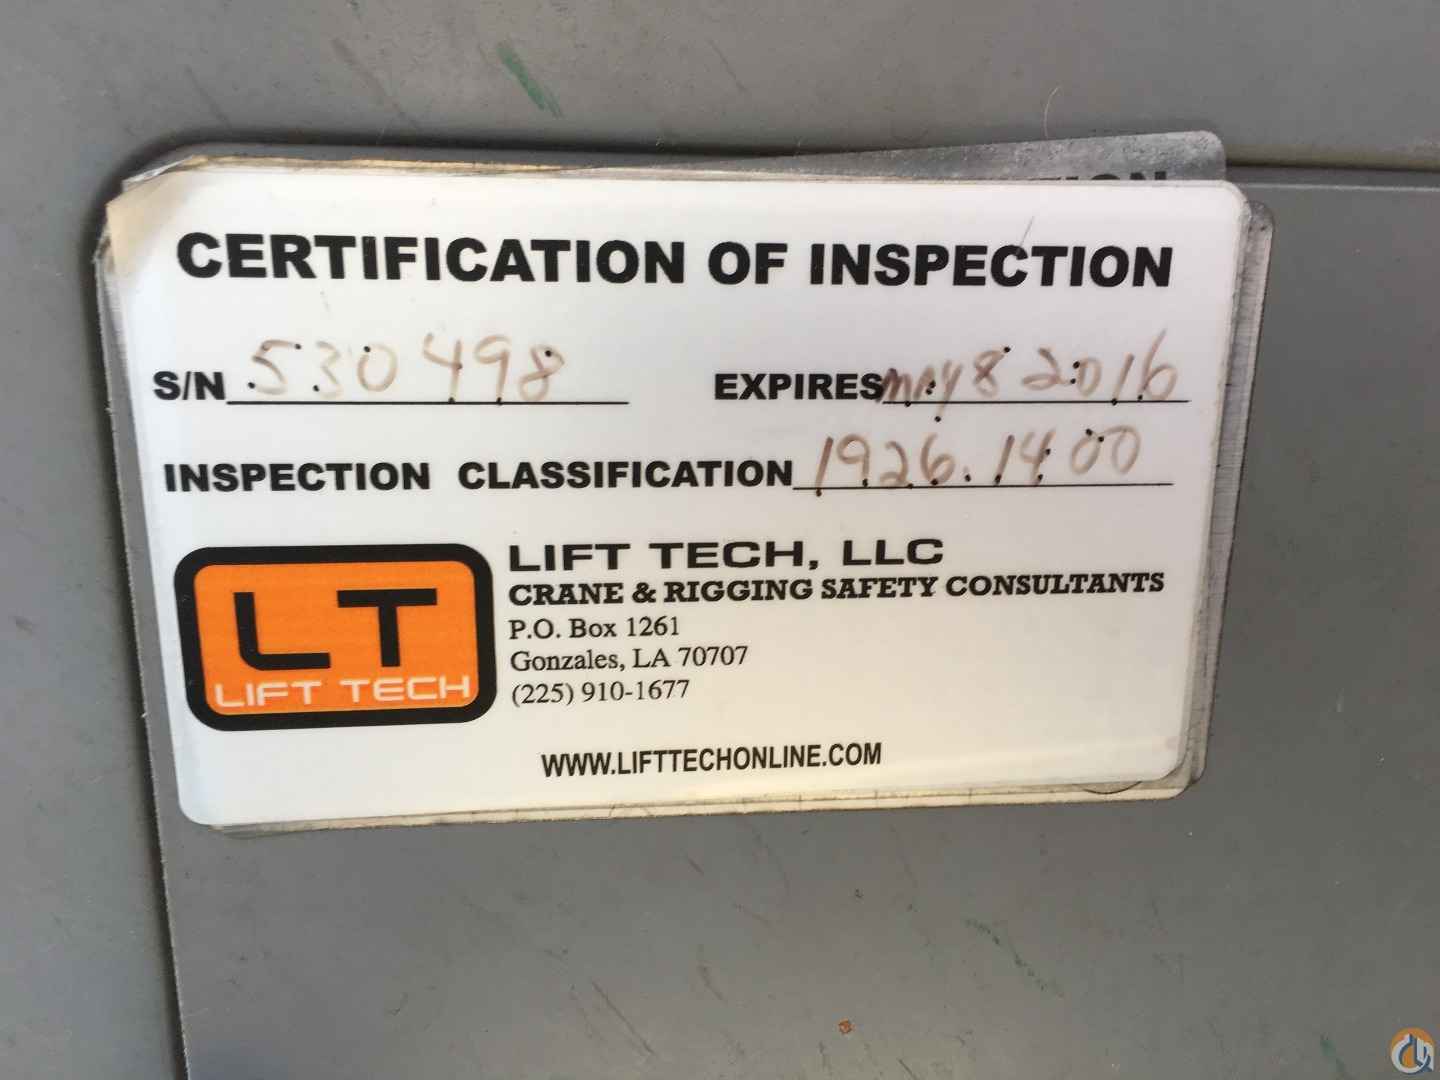 TION
CERTIFICATION OF INSPECTION
S/N 530498 EXPIRES MAY 8 2016
INSPECTION CLASSIFICATION 1926.1400
LT
LIFT TECH
LIFT TECH, LLC
CRANE & RIGGING SAFETY CONSULTANTS
P.O. Box 1261
Gonzales, LA 70707
(225) 910-1677
WWW.LIFTTECHONLINE.COM